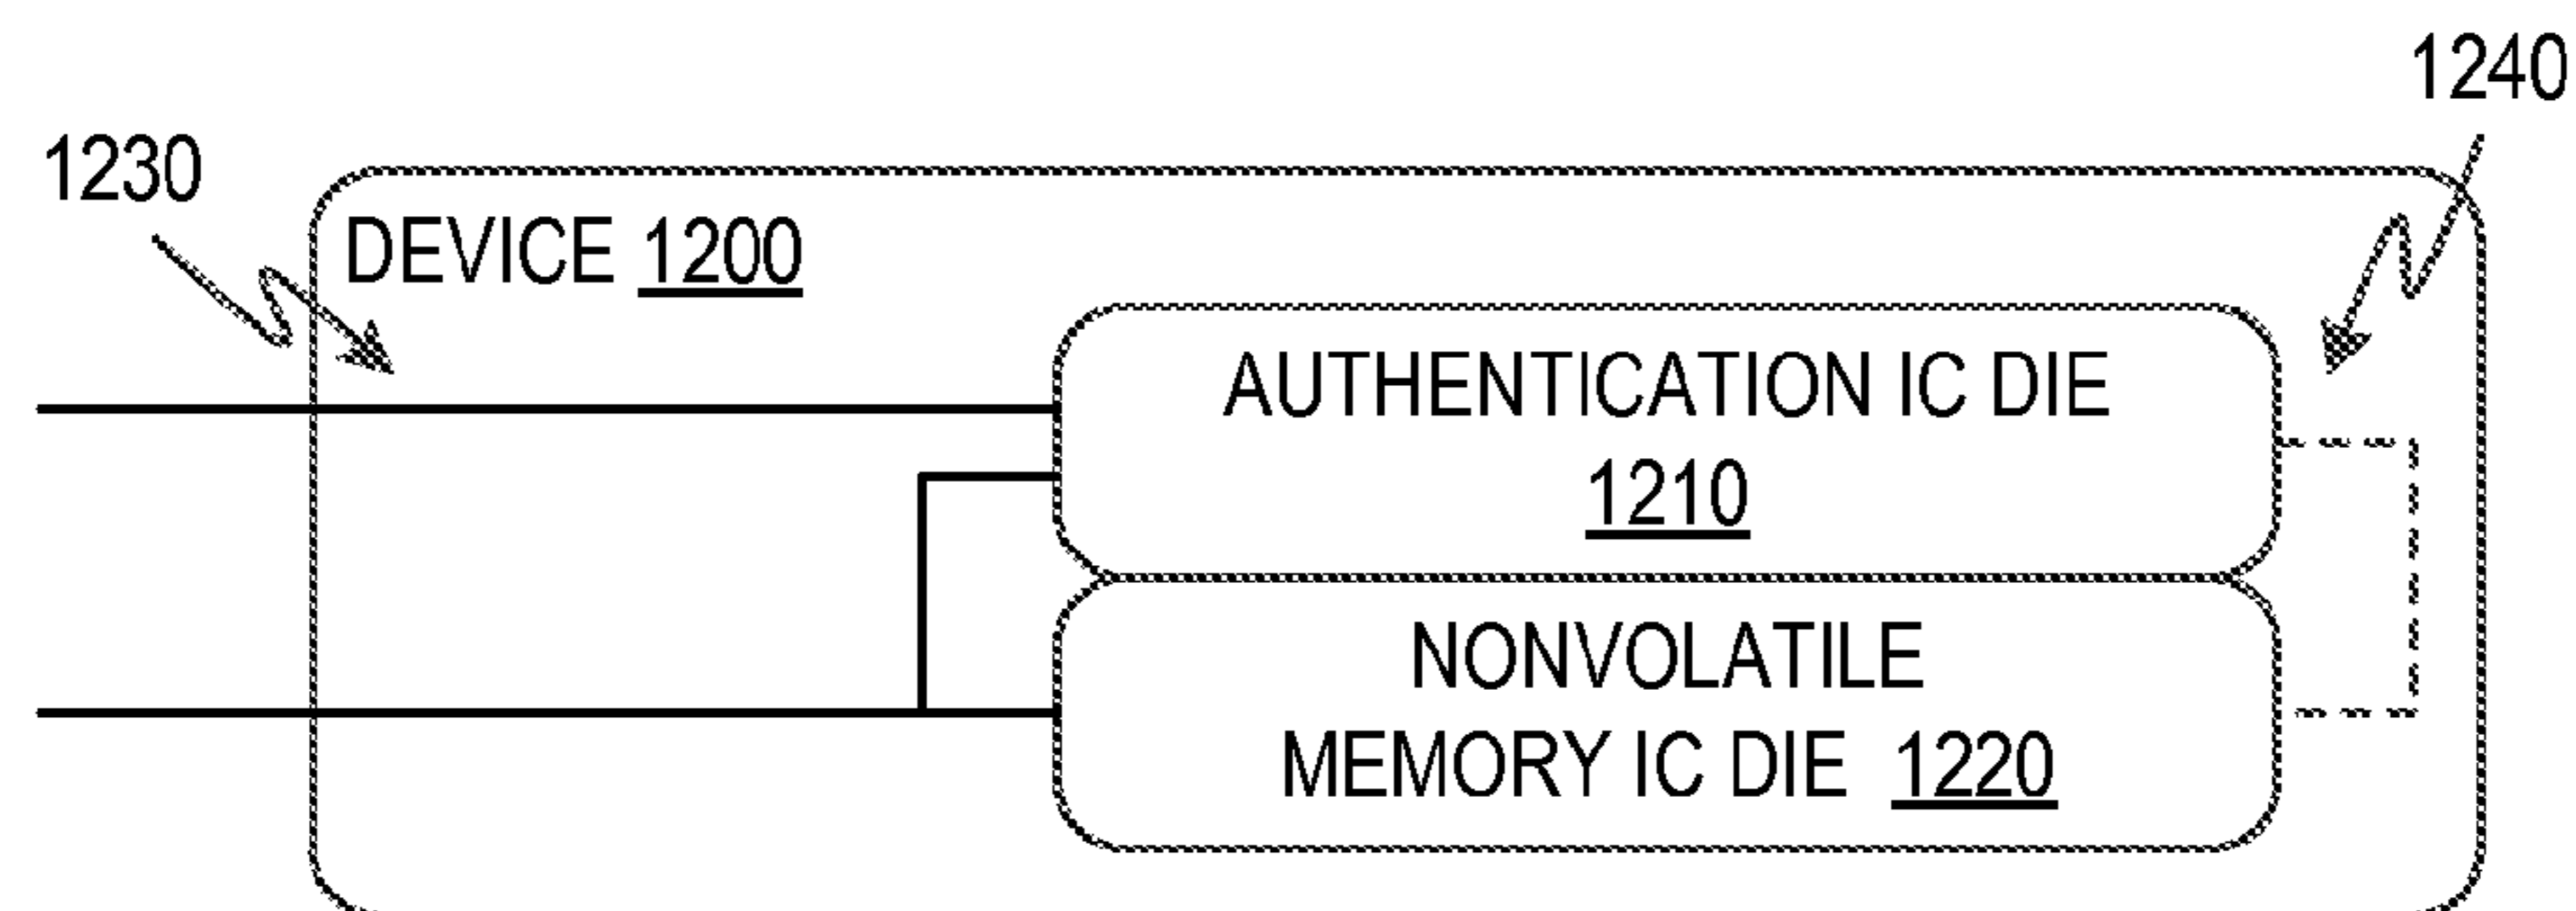 1240
1230
DEVICE 1200
AUTHENTICATION IC DIE
1210
NONVOLATILE
MEMORY IC DIE 1220